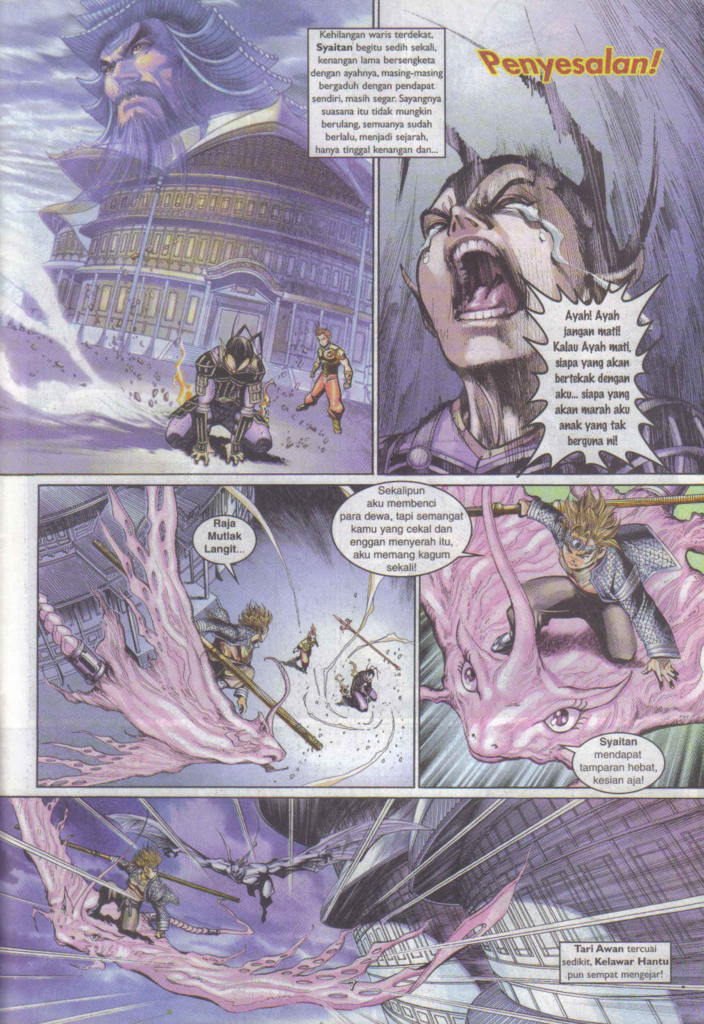 Kehilangan waris terdekat,
Syaitan begitu sedih sekali,
kenangan lama bersengketa
dengan ayahnya, masing-masing
bergaduh dengan pendapat
sendiri, masih segar. Sayangnya
suasana itu tidak mungkin
berulang, semuanya sudah
berlalu, menjadi sejarah,
hanya tinggal kenangan dan...
Penyesalan!
Ayah! Ayah
jangan mati!
Kalau Ayah mati,
siapa yang akan
bertekak dengan
aku... siapa yang
akan marah aku
anak yang tak
berguna ni!
Raja
Mutlak
Langit...
Sekalipun
aku membenci
para dewa, tapi semangat
kamu yang cekal dan
enggan menyerah itu,
aku memang kagum
sekali!
Syaitan
mendapat
tamparan hebat,
kesian aja!
Tari Awan tercuai
sedikit, Kelawar Hantu
pun sempat mengejar!